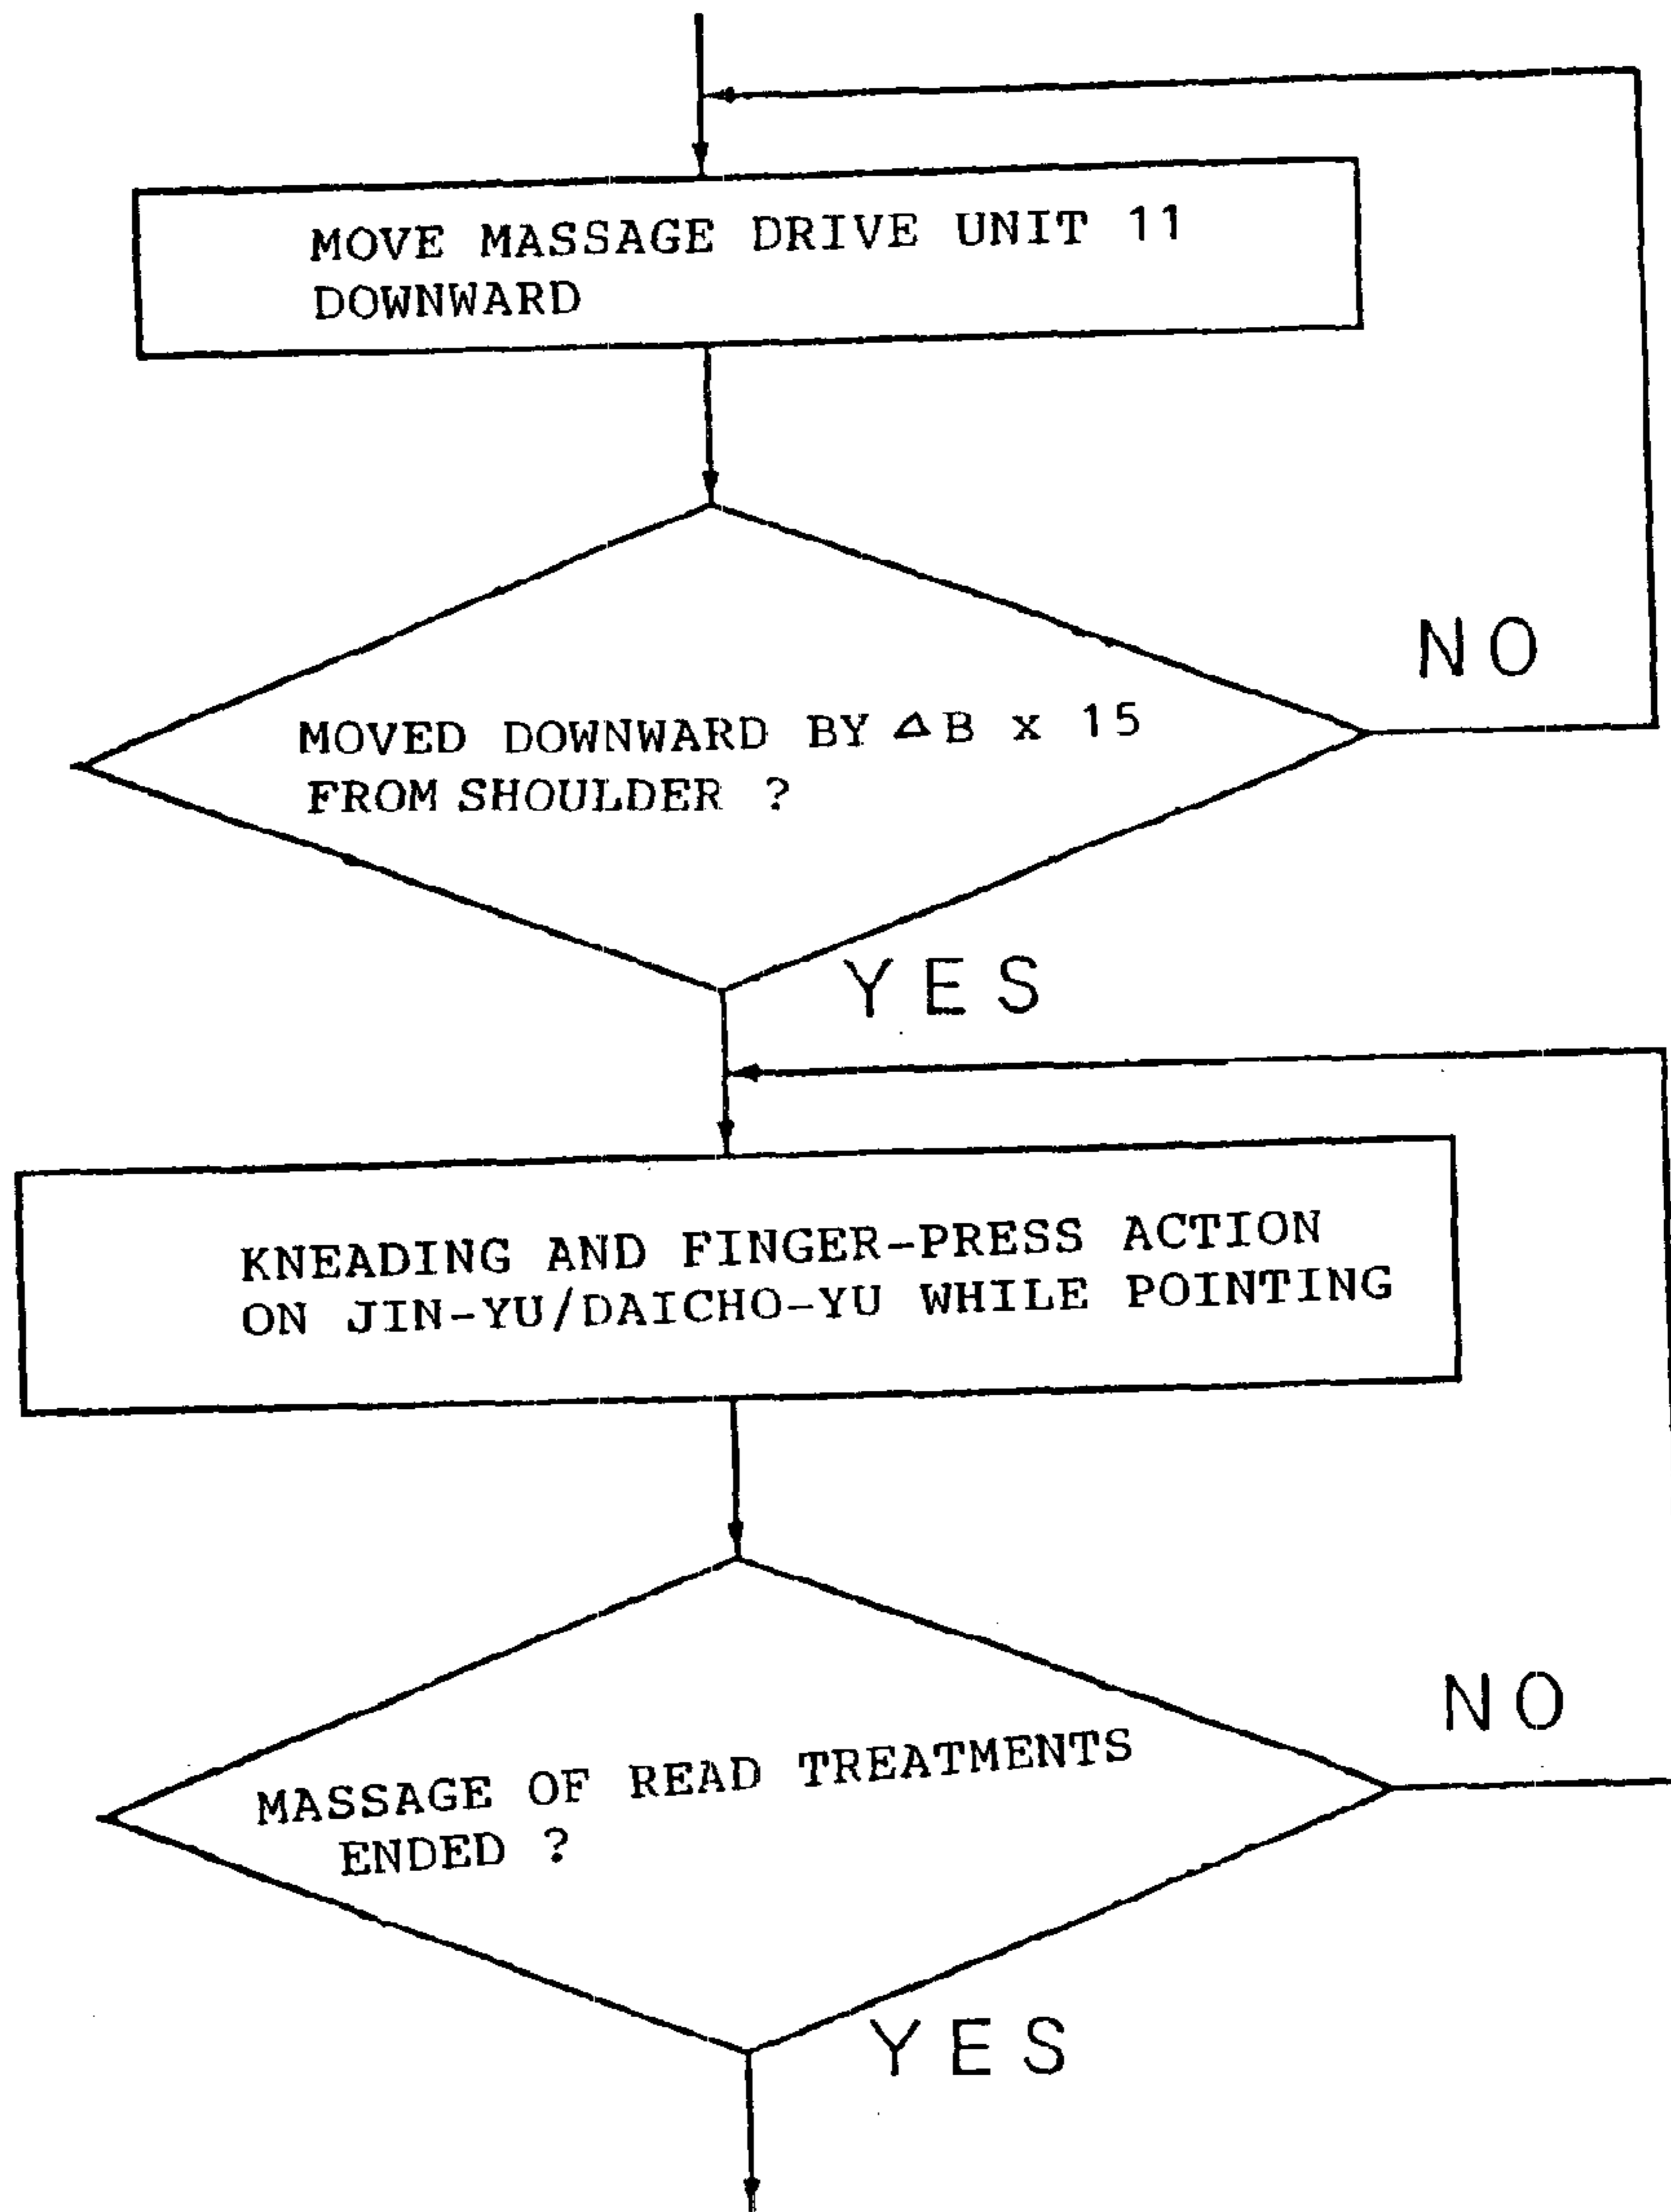 MOVE MASSAGE DRIVE UNIT 11
DOWNWARD
NO
MOVED DOWNWARD BY ΔB x 15
FROM SHOULDER ?
YES
KNEADING AND FINGER-PRESS ACTION
ON JIN-YU/DAICHO-YU WHILE POINTING
NO
MASSAGE OF READ TREATMENTS
ENDED ?
YES